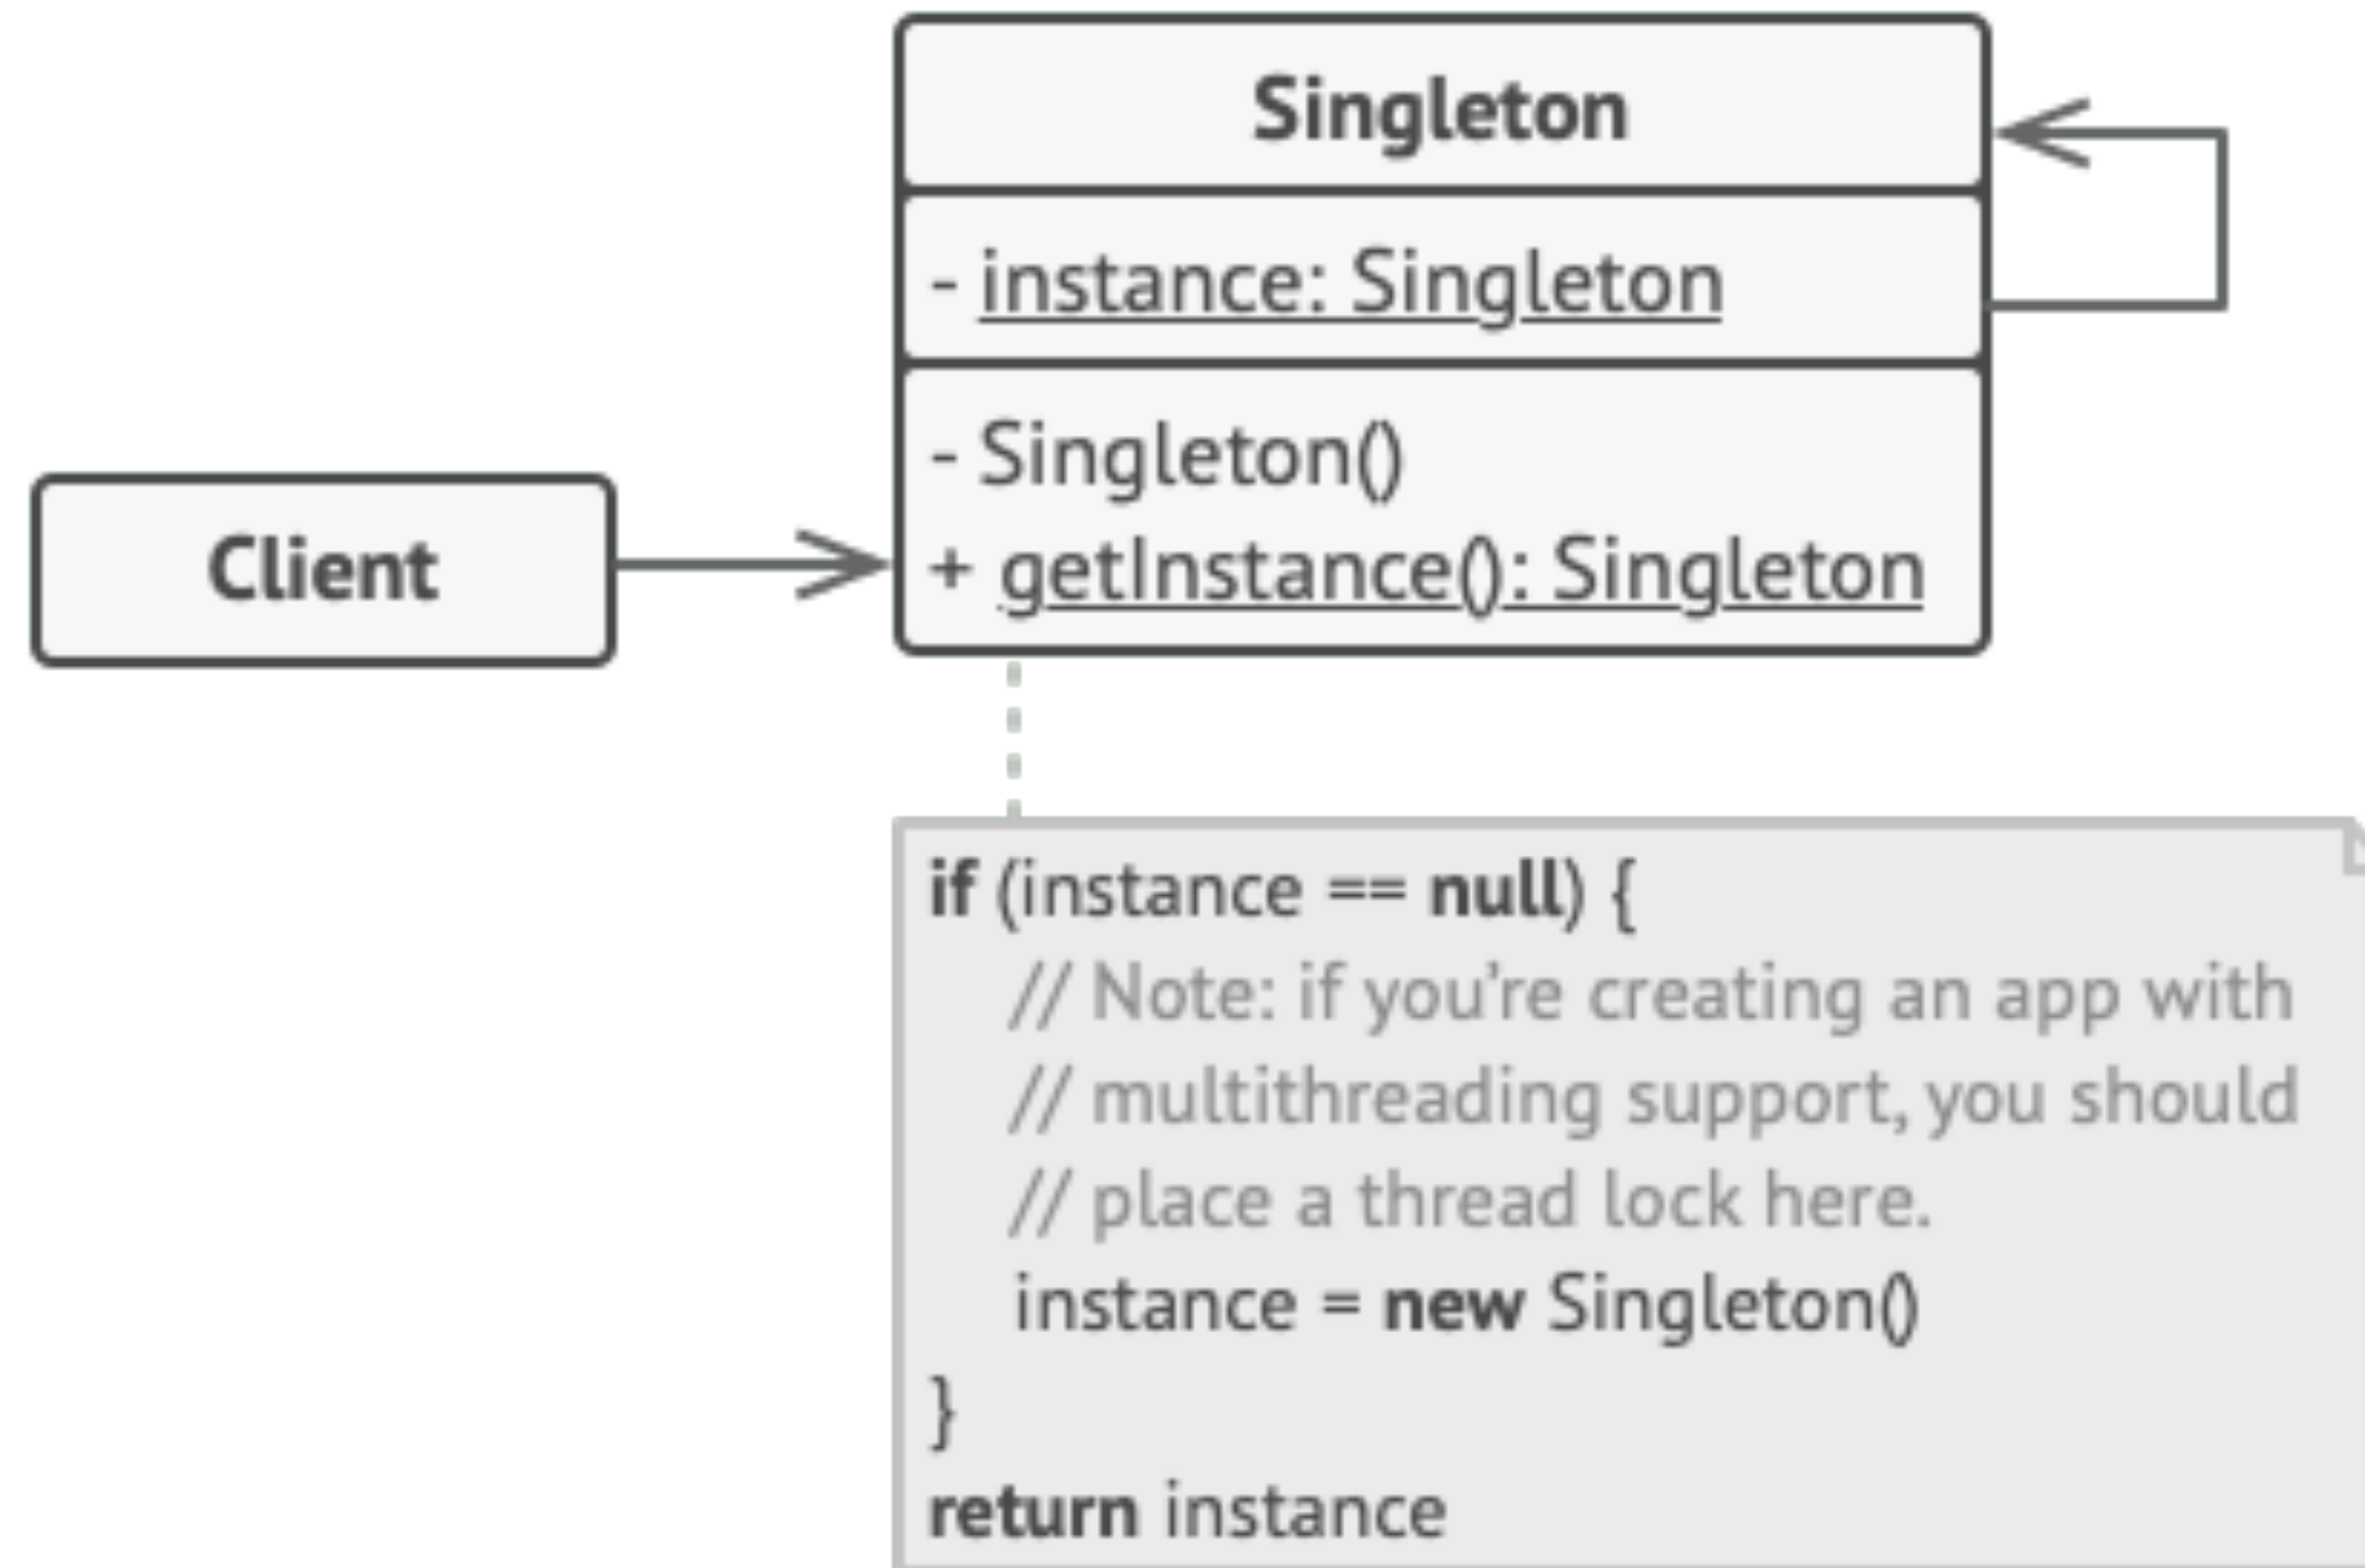 Singleton
- instance: Singleton
- Singleton()
+ getInstance(): Singleton
Client
if (instance == null) {
// Note: if you’re creating an app with
// multithreading support, you should
// place a thread lock here.
instance = new Singleton()
}
return instance